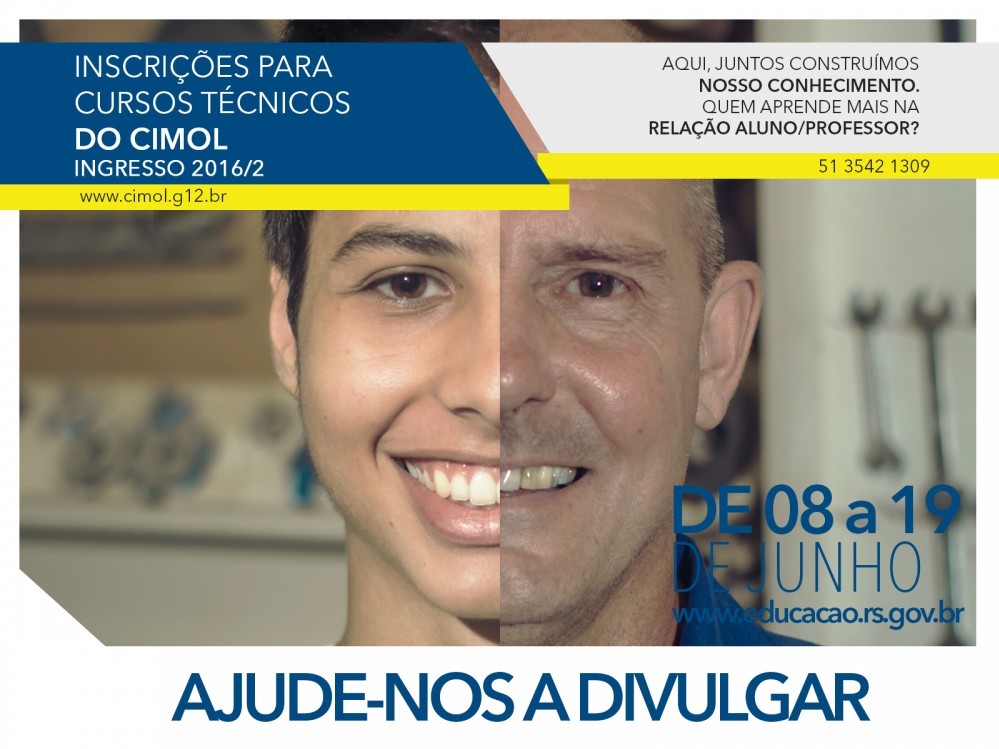 INSCRIÇÕES PARA
CURSOS TÉCNICOS
DO CIMOL
INGRESSO 2016/2
www.cimol.g12.br
AQUI, JUNTOS CONSTRUÍMOS
NOSSO CONHECIMENTO.
QUEM APRENDE MAIS NA
RELAÇÃO ALUNO/PROFESSOR?
51 3542 1309
DE 08 a 19
DE JUNHO
www.educacao.rs.gov.br
AJUDE-NOS A DIVULGAR